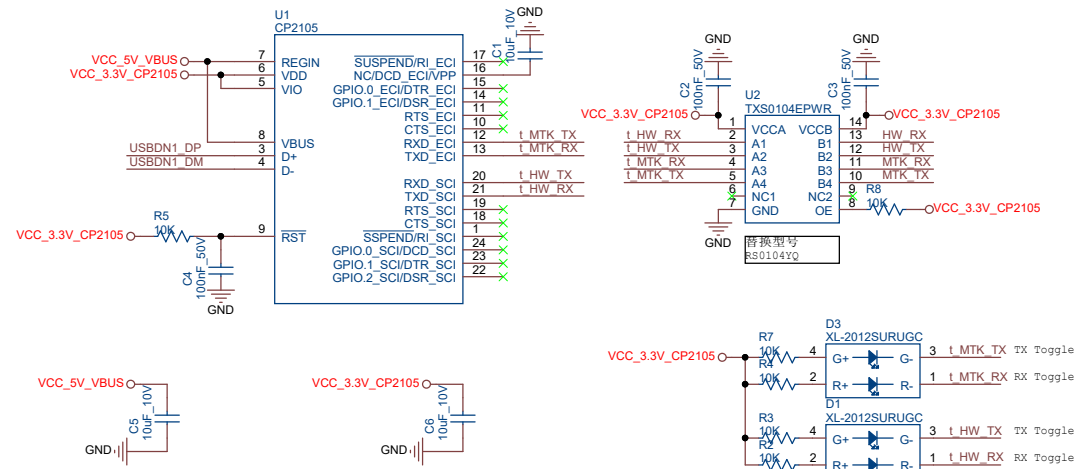 U1
CP2105
VCC_5V_VBUS
VCC_3.3V_CP2105
7
6
5
REGIN
VDD
VIO
8
VBUS
USBDN1_DP
3
D+
USBDN1_DM
4
D-
R5
10K
VCC_3.3V_CP2105
9
RST
C4
100nF_50V
GND
SUSPEND/RI_ECI
17
NC/DCD_ECI/VPP
16
GPIO.0_ECI/DTR_ECI
15
GPIO.1_ECI/DSR_ECI
14
RTS_ECI
11
CTS_ECI
10
RXD_ECI
12
t_MTK_TX
TXD_ECI
13
t_MTK_RX
RXD_SCI
20
t_HW_TX
TXD_SCI
21
t_HW_RX
RTS_SCI
19
CTS_SCI
18
SSPEND/RI_SCI
1
GPIO.0_SCI/DCD_SCI
24
GPIO.1_SCI/DTR_SCI
23
GPIO.2_SCI/DSR_SCI
22
GND
C1
10uF_10V
GND
C2
100nF_50V
GND
C3
100nF_50V
U2
TXS0104EPWR
VCC_3.3V_CP2105
VCC_3.3V_CP2105
1
VCCA
VCCB
14
t_HW_RX
2
A1
B1
13
HW_RX
t_HW_TX
3
A2
B2
12
HW_TX
t_MTK_RX
4
A3
B3
11
MTK_RX
t_MTK_TX
5
A4
B4
10
MTK_TX
6
NC1
NC2
9
7
GND
OE
8
R8
10K
VCC_3.3V_CP2105
GND
替换型号
RS0104YQ
VCC_5V_VBUS
C5
10uF_10V
GND
VCC_3.3V_CP2105
C6
10uF_10V
GND
VCC_3.3V_CP2105
D3
XL-2012SURUGC
R7
10K
4
G+
G-
3
t_MTK_TX
TX Toggle
R4
10K
2
R+
R-
1
t_MTK_RX
RX Toggle
D1
XL-2012SURUGC
R3
10K
4
G+
G-
3
t_HW_TX
TX Toggle
R2
10K
2
R+
R-
1
t_HW_RX
RX Toggle